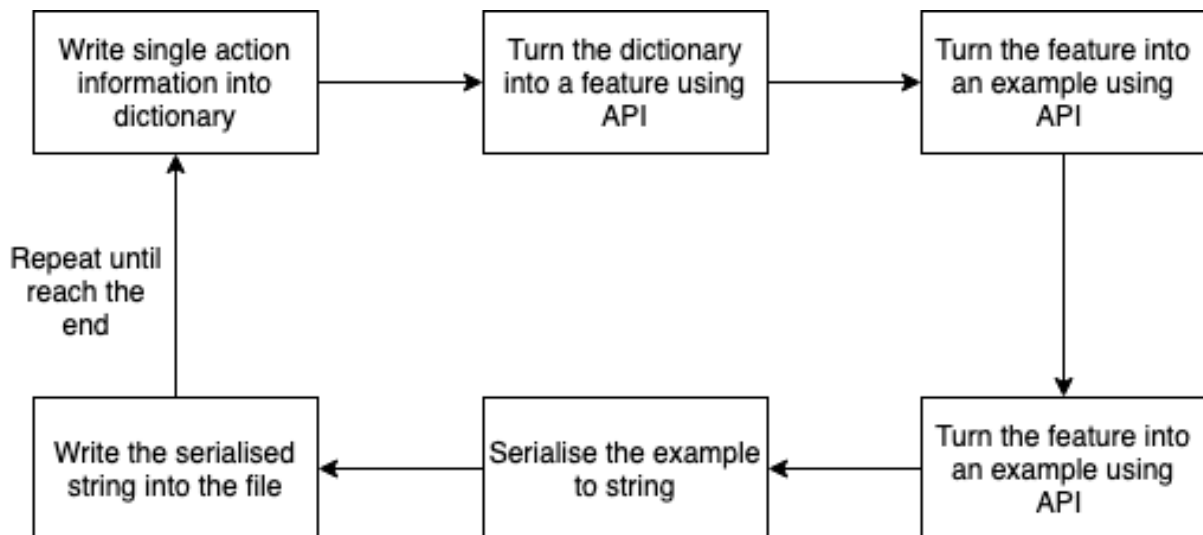 Write single action
information into
dictionary
Turn the dictionary
into a feature using
API
Turn the feature into
an example using
API
Repeat until
reach the
end
Write the serialised
string into the file
Serialise the example
to string
Turn the feature into
an example using
API